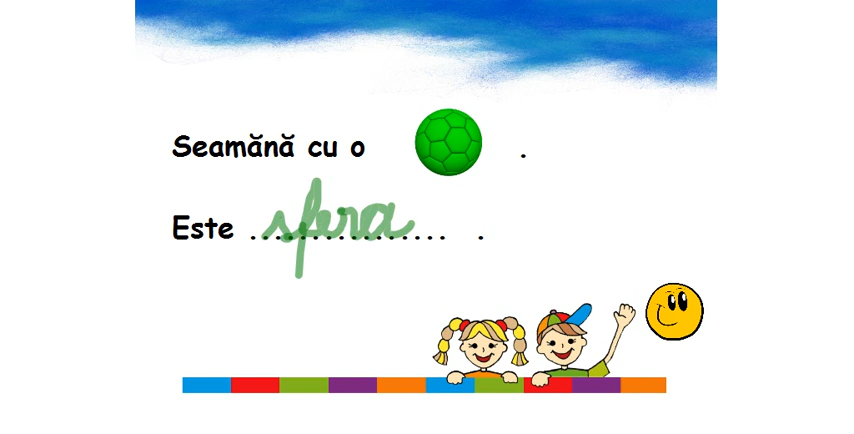 Seamănă cu o .
Este sfera ................ .